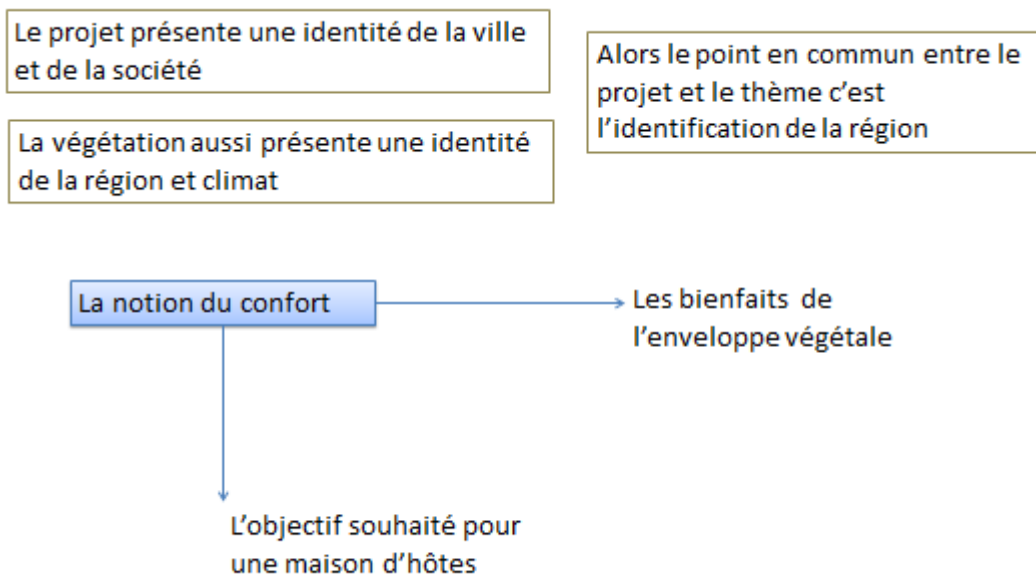 Le projet présente une identité de la ville
et de la société
Alors le point en commun entre le
projet et le thème c'est
l'identification de la région
La végétation aussi présente une identité
de la région et climat
La notion du confort
Les bienfaits de
l'enveloppe végétale
L'objectif souhaité pour
une maison d'hôtes